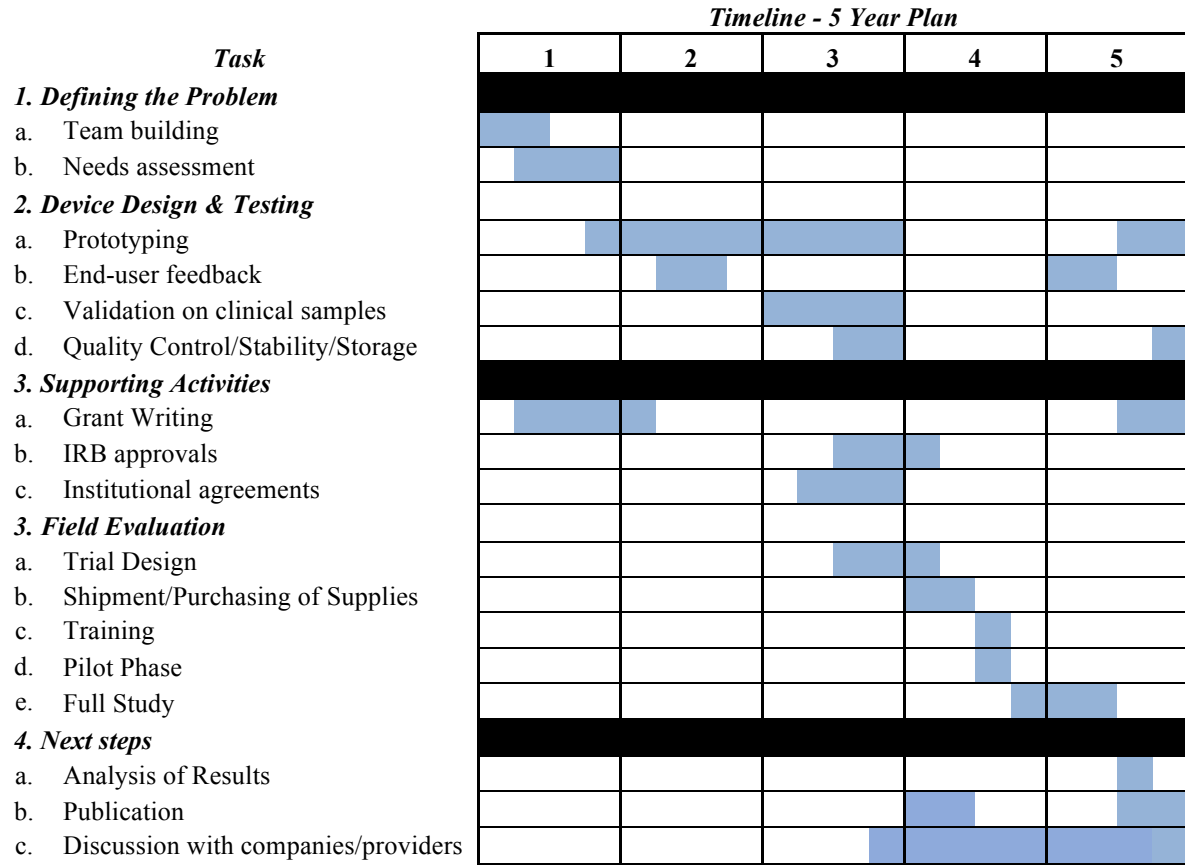 Timeline - 5 Year Plan
Task 1 2 3 4 5
1. Defining the Problem
a. Team building
b. Needs assessment
2. Device Design & Testing
a. Prototyping
b. End-user feedback
c. Validation on clinical samples
d. Quality Control/Stability/Storage
3. Supporting Activities
a. Grant Writing
b. IRB approvals
c. Institutional agreements
3. Field Evaluation
a. Trial Design
b. Shipment/Purchasing of Supplies
c. Training
d. Pilot Phase
e. Full Study
4. Next steps
a. Analysis of Results
b. Publication
c. Discussion with companies/providers